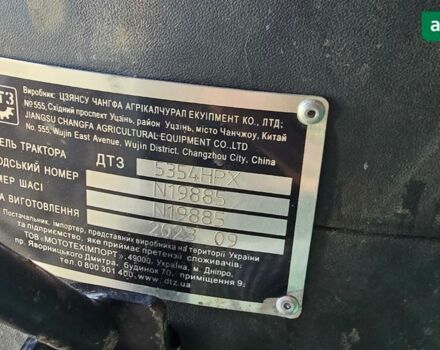 ДТЗ
Виробник: ЦЗЯНСУ ЧАНГФА АГРІКАЛЧУРАЛ ЕКУІПМЕНТ КО., ЛТД;
№ 555, Східний проспект Уцзінь, район Уцзінь, місто Чанчжоу, Китай
JIANGSU CHANGFA AGRICULTURAL EQUIPMENT CO.,LTD
No. 555, Wujin East Avenue, Wujin District, Changzhou City, China
ЕЛЬ ТРАКТОРА ДТЗ 5354HPX
ОДСЬКИЙ НОМЕР N19885
МЕР ШАСІ N19885
А ВИГОТОВЛЕННЯ 2023 09
Постачальник, імпортер, представник виробника на території України
та підприємство, яке приймає претензії споживачів:
ТОВ «МОТОТЕХІМПОРТ», 49000, Україна, м. Дніпро,
пр. Яворницького Дмитра, будинок 70, приміщення 9;
Тел. 0 800 301 400, www.dtz.ua